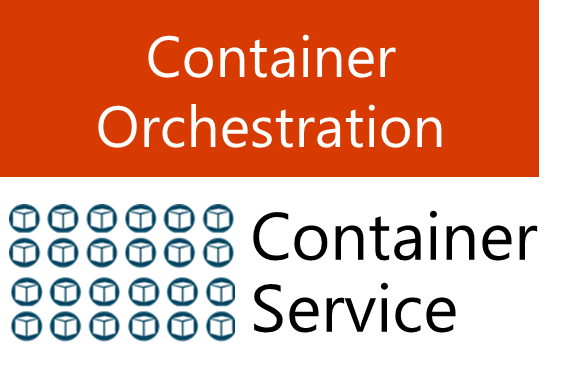 Container
Orchestration
Container
Service